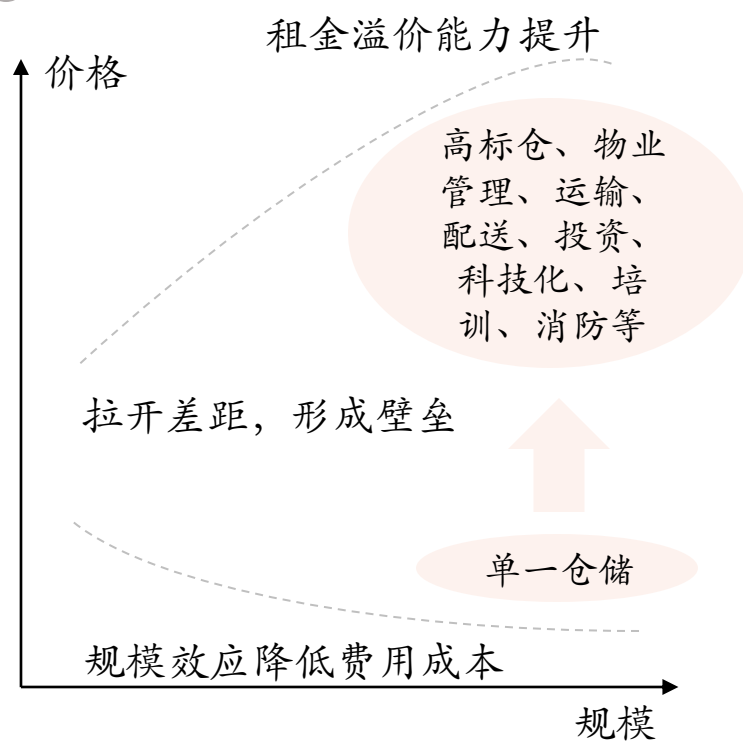 租金溢价能力提升
价格
高标仓、物业
管理、运输、
配送、投资、
科技化、培
训、消防等
拉开差距，形成壁垒
单一仓储
规模效应降低费用成本
规模